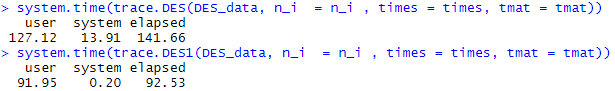 > system.time(trace.DES(DES_data, n_i  = n_i , times = times, tmat = tmat))
   user  system elapsed
 127.12   13.91  141.66
> system.time(trace.DES1(DES_data, n_i  = n_i , times = times, tmat = tmat))
   user  system elapsed
  91.95    0.20   92.53